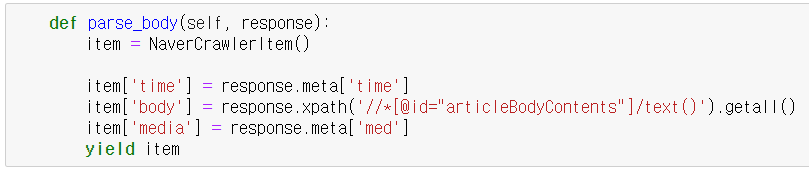 def parse_body(self, response):
item = NaverCrawlerItem()
item['time'] = response.meta['time']
item['body'] = response.xpath('//*[@id="articleBodyContents"]/text()').getall()
item['media'] = response.meta['med']
yield item